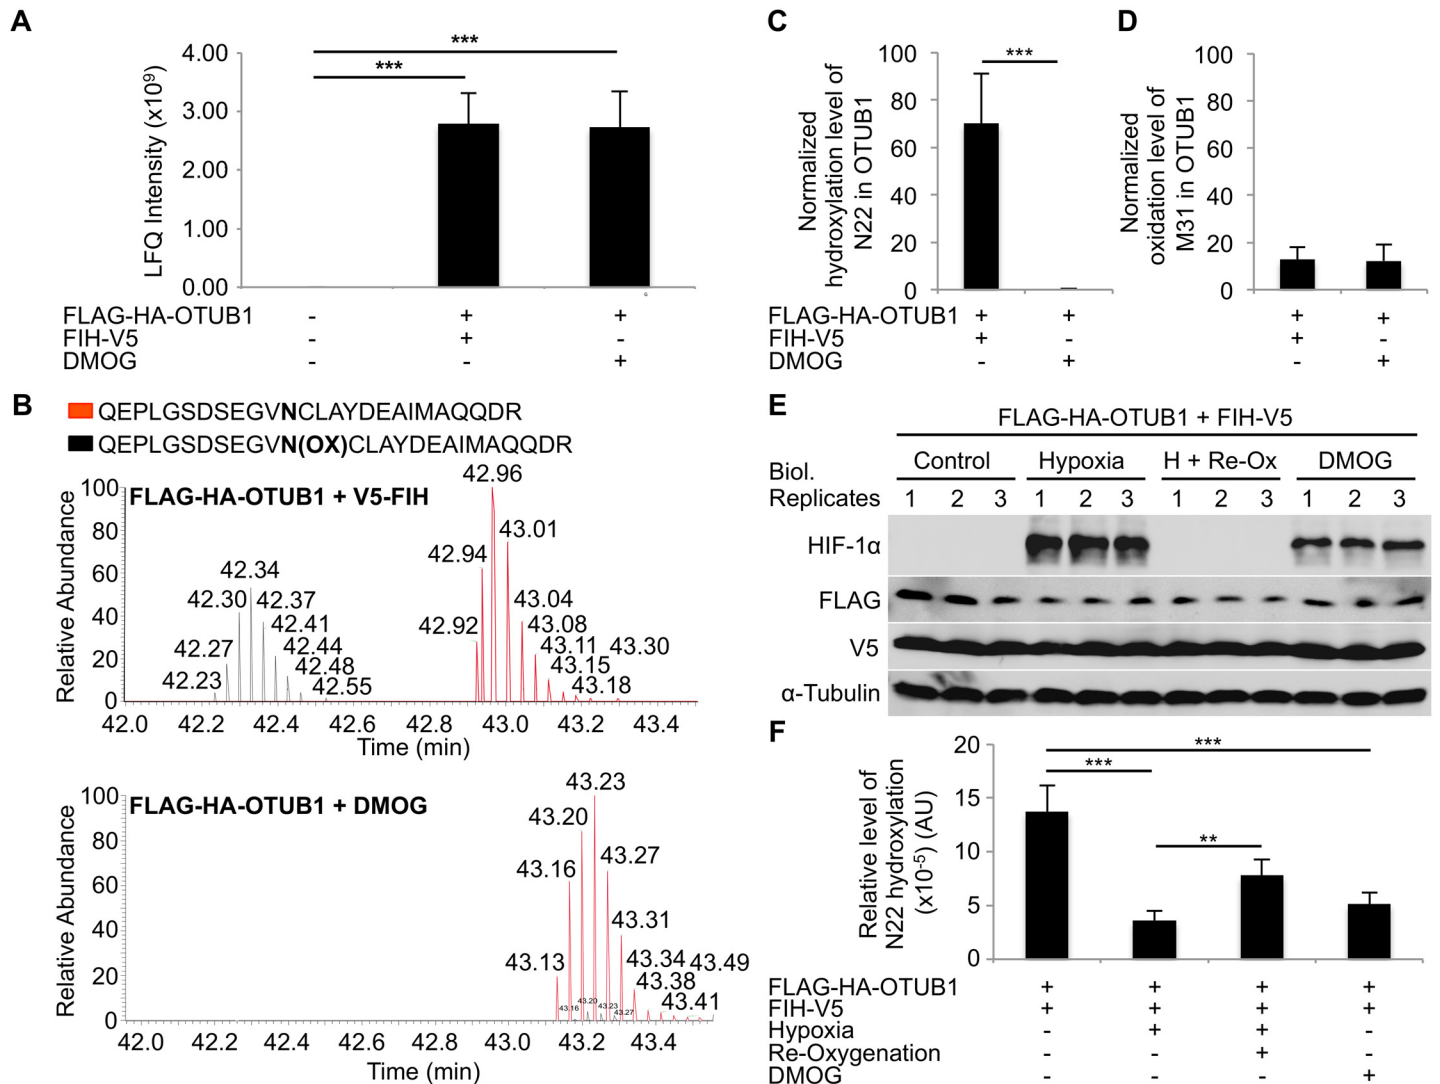 A
***
***
4.00
3.00
2.00
1.00
0.00
LFQ Intensity (x10⁹)
FLAG-HA-OTUB1 - + +
FIH-V5 - + -
DMOG - - +
B
QEPLGSDSEGVNCLAYDEAIMAQQDR
QEPLGSDSEGVN(OX)CLAYDEAIMAQQDR
FLAG-HA-OTUB1 + V5-FIH
Relative Abundance
100
80
60
40
20
0
42.23
42.27
42.30
42.34
42.37
42.41
42.44
42.48
42.55
42.92
42.94
42.96
43.01
43.04
43.08
43.11
43.15
43.18
43.30
42.0 42.2 42.4 42.6 42.8 43.0 43.2 43.4
Time (min)
FLAG-HA-OTUB1 + DMOG
Relative Abundance
100
80
60
40
20
0
43.13
43.16
43.20
43.23
43.27
43.31
43.34
43.38
43.41
43.49
43.16
43.20
43.23
43.27
42.0 42.2 42.4 42.6 42.8 43.0 43.2 43.4
Time (min)
C
***
Normalized
hydroxylation level of
N22 in OTUB1
100
80
60
40
20
0
FLAG-HA-OTUB1 + +
FIH-V5 + -
DMOG - +
D
Normalized
oxidation level of
M31 in OTUB1
100
80
60
40
20
0
+ +
+ -
- +
E
FLAG-HA-OTUB1 + FIH-V5
Control Hypoxia H + Re-Ox DMOG
Biol.
Replicates 1 2 3 1 2 3 1 2 3 1 2 3
HIF-1α
FLAG
V5
α-Tubulin
F
Relative level of
N22 hydroxylation
(x10⁻⁵) (AU)
20
15
10
5
0
***
***
**
FLAG-HA-OTUB1 + + + +
FIH-V5 + + + +
Hypoxia - + + -
Re-Oxygenation - - + -
DMOG - - - +